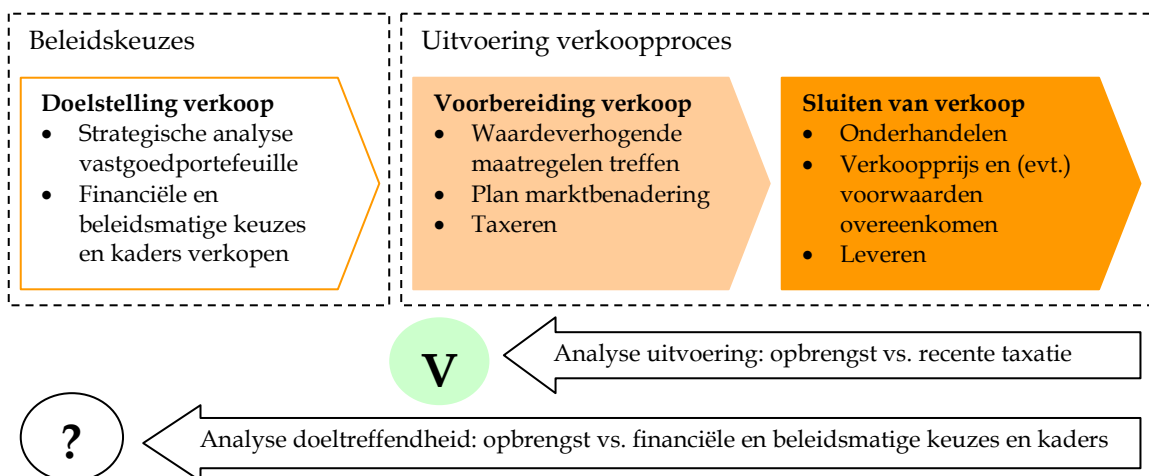 Beleidskeuzes
Doelstelling verkoop
• Strategische analyse
vastgoedportefeuille
• Financiële en
beleidsmatige keuzes
en kaders verkopen
Uitvoering verkoopproces
Voorbereiding verkoop
• Waardeverhogende
maatregelen treffen
• Plan marktbenadering
• Taxeren
Sluiten van verkoop
• Onderhandelen
• Verkoopprijs en (evt.)
voorwaarden
overeenkomen
• Leveren
V
Analyse uitvoering: opbrengst vs. recente taxatie
?
Analyse doeltreffendheid: opbrengst vs. financiële en beleidsmatige keuzes en kaders